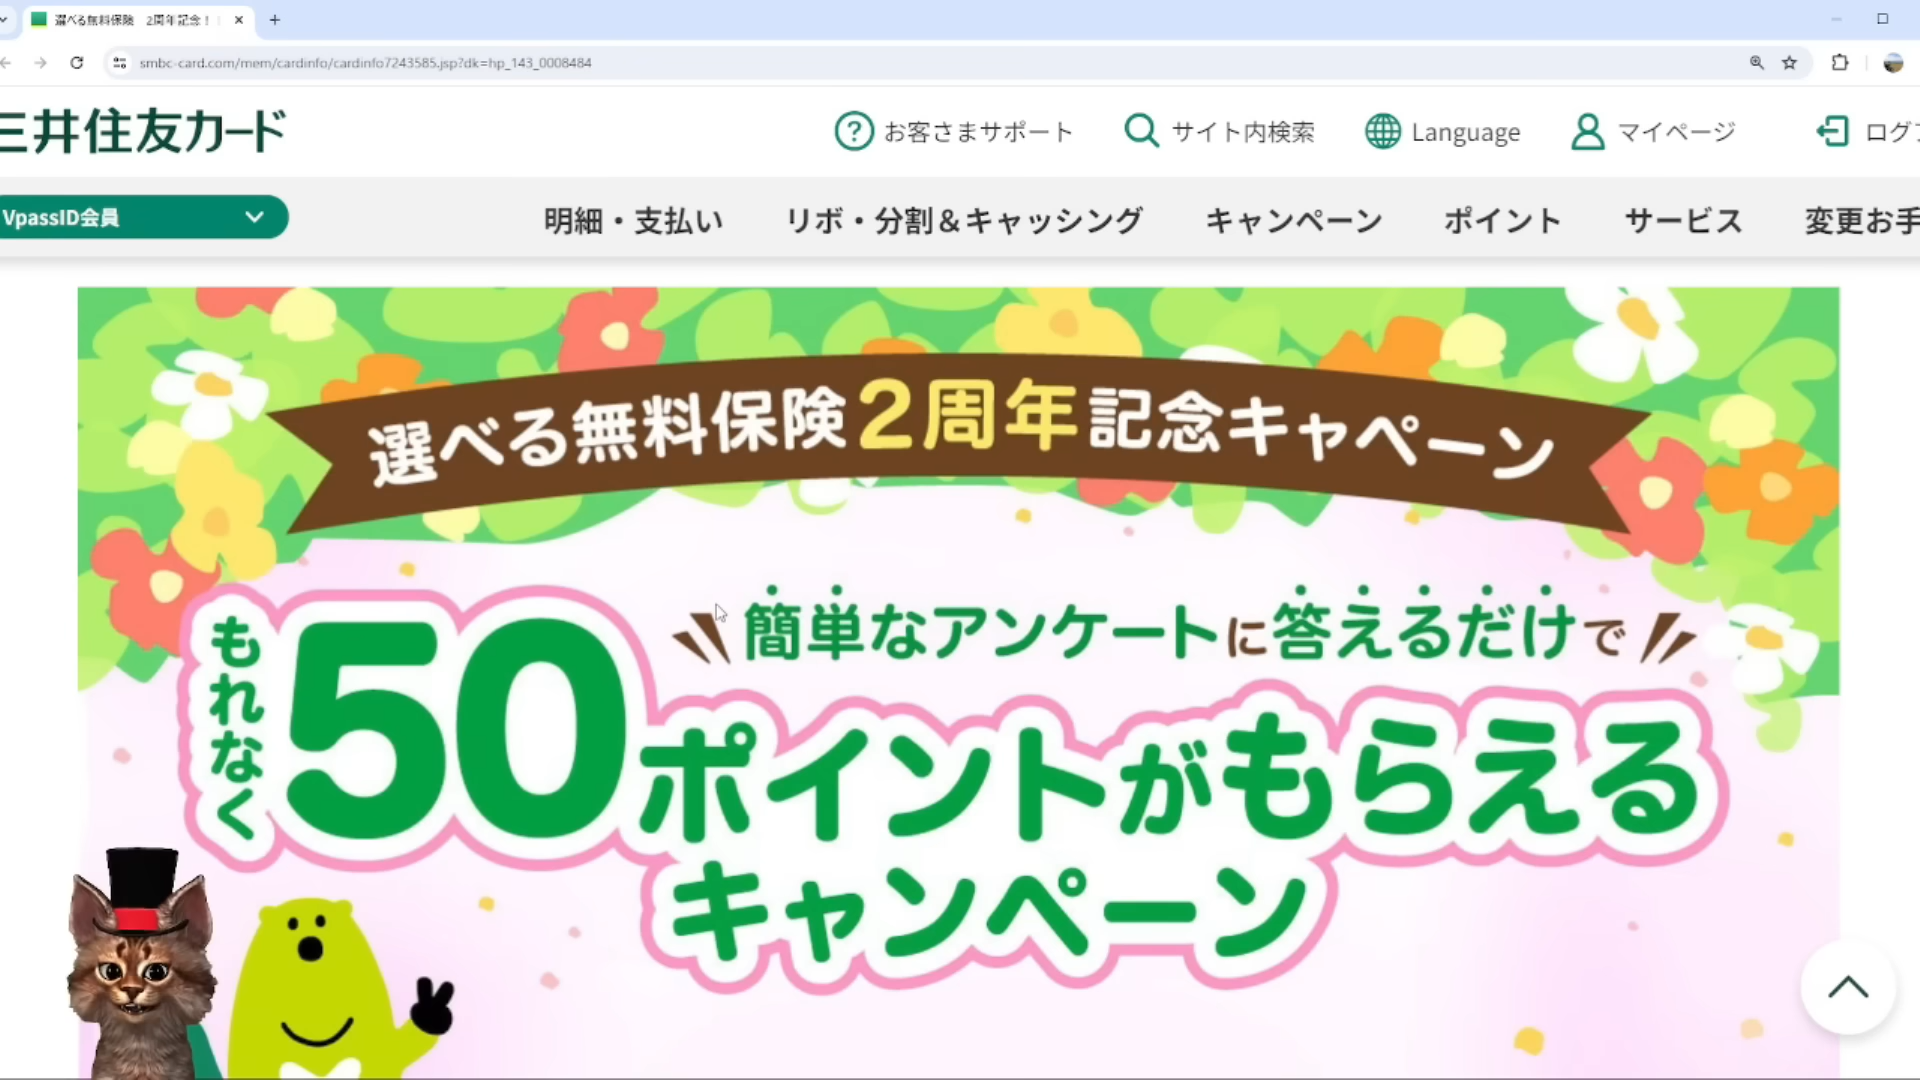 選べる無料保険 2周年記念！
smbc-card.com/mem/cardinfo/cardinfo7243585.jsp?dk=hp_143_0008484
三井住友カード
お客さまサポート
サイト内検索
Language
マイページ
ログ
VpassID会員
明細・支払い
リボ・分割＆キャッシング
キャンペーン
ポイント
サービス
変更お手
選べる無料保険2周年記念キャペーン
簡単なアンケートに答えるだけで
もれなく
50ポイントがもらえる
キャンペーン